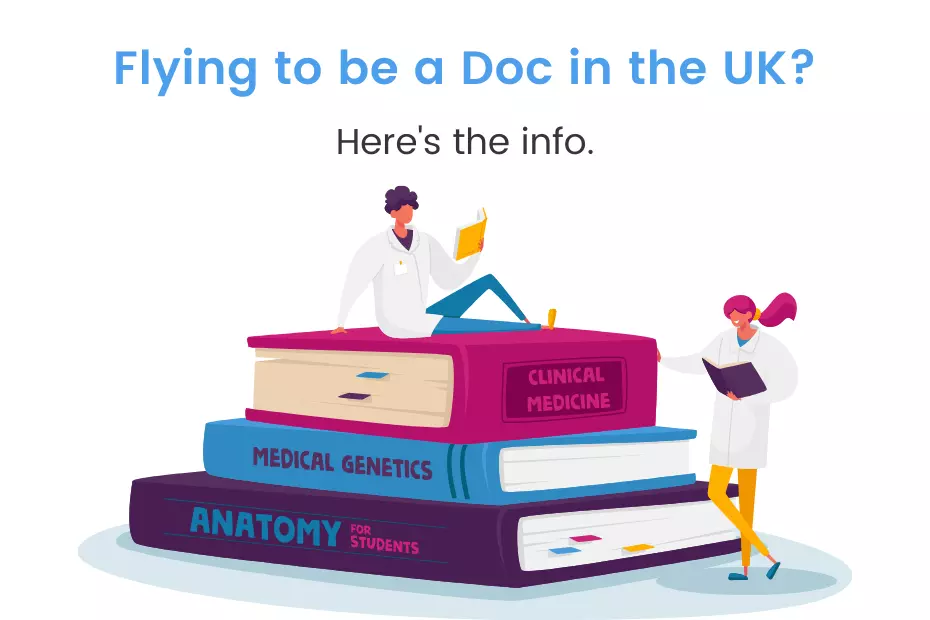 Flying to be a Doc in the UK?
Here's the info.
CLINICAL
MEDICINE
MEDICAL GENETICS
ANATOMY FOR
STUDENTS